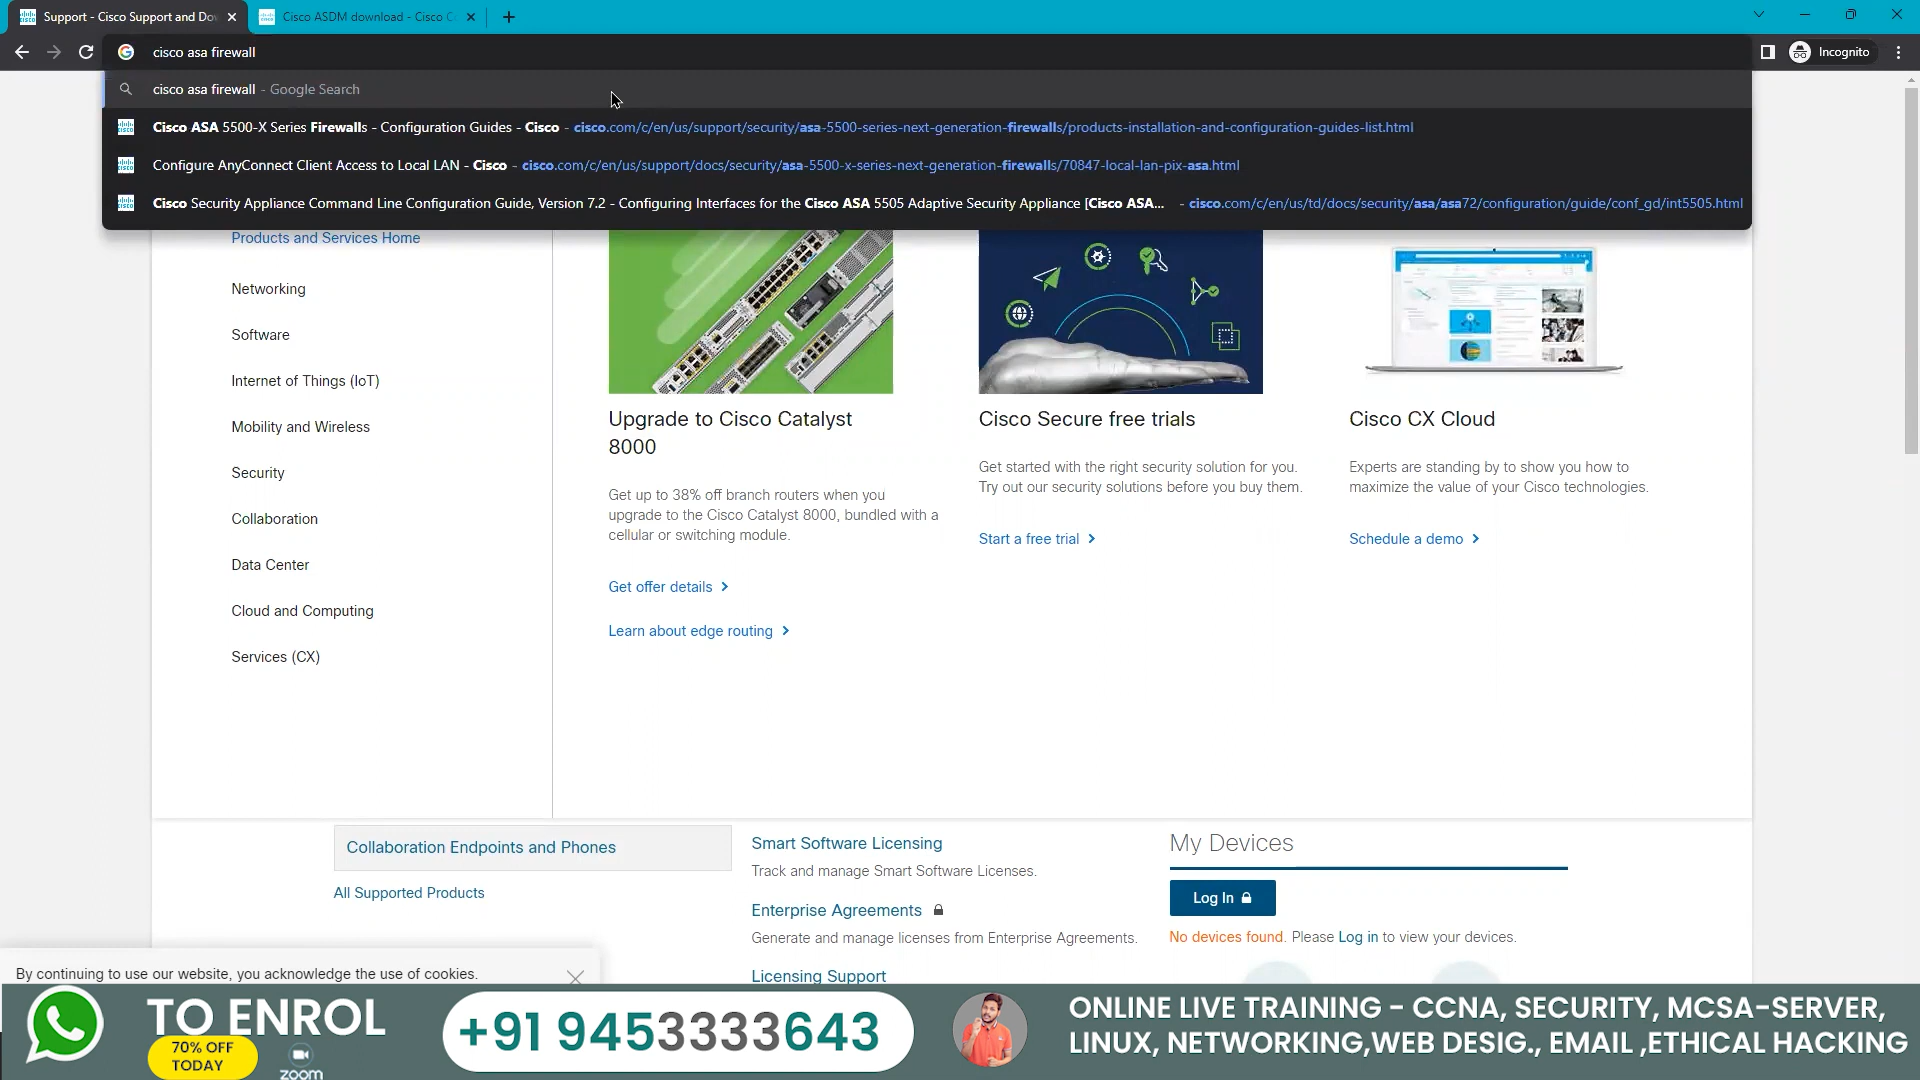 Support - Cisco Support and Do
Cisco ASDM download - Cisco C
cisco asa firewall
Incognito
cisco asa firewall - Google Search
Cisco ASA 5500-X Series Firewalls - Configuration Guides - Cisco - cisco.com/c/en/us/support/security/asa-5500-series-next-generation-firewalls/products-installation-and-configuration-guides-list.html
Configure AnyConnect Client Access to Local LAN - Cisco - cisco.com/c/en/us/support/docs/security/asa-5500-x-series-next-generation-firewalls/70847-local-lan-pix-asa.html
Cisco Security Appliance Command Line Configuration Guide, Version 7.2 - Configuring Interfaces for the Cisco ASA 5505 Adaptive Security Appliance [Cisco ASA... - cisco.com/c/en/us/td/docs/security/asa/asa72/configuration/guide/conf_gd/int5505.html
Products and Services Home
Networking
Software
Internet of Things (IoT)
Mobility and Wireless
Security
Collaboration
Data Center
Cloud and Computing
Services (CX)
Upgrade to Cisco Catalyst
8000
Get up to 38% off branch routers when you
upgrade to the Cisco Catalyst 8000, bundled with a
cellular or switching module.
Get offer details
Learn about edge routing
Cisco Secure free trials
Get started with the right security solution for you.
Try out our security solutions before you buy them.
Start a free trial
Cisco CX Cloud
Experts are standing by to show you how to
maximize the value of your Cisco technologies.
Schedule a demo
Collaboration Endpoints and Phones
All Supported Products
Smart Software Licensing
Track and manage Smart Software Licenses.
Enterprise Agreements
Generate and manage licenses from Enterprise Agreements.
Licensing Support
My Devices
Log In
No devices found. Please Log in to view your devices.
By continuing to use our website, you acknowledge the use of cookies.
TO ENROL
70% OFF
TODAY
zoom
+91 9453333643
ONLINE LIVE TRAINING - CCNA, SECURITY, MCSA-SERVER,
LINUX, NETWORKING,WEB DESIG., EMAIL ,ETHICAL HACKING